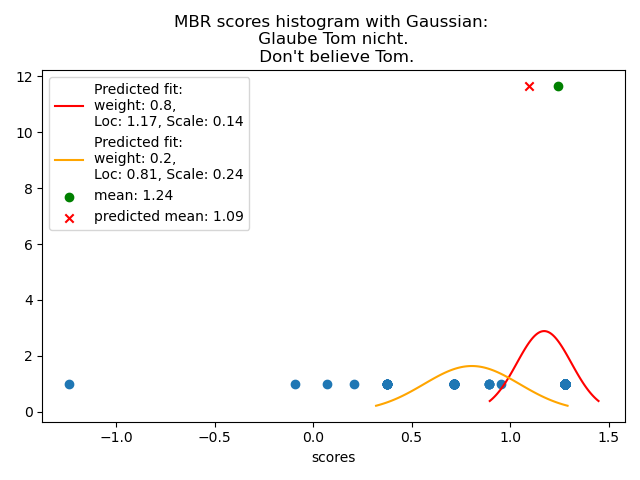 MBR scores histogram with Gaussian:
Glaube Tom nicht.
Don't believe Tom.
12
10
8
6
4
2
0
Predicted fit:
weight: 0.8,
Loc: 1.17, Scale: 0.14
Predicted fit:
weight: 0.2,
Loc: 0.81, Scale: 0.24
mean: 1.24
predicted mean: 1.09
−1.0
−0.5
0.0
0.5
1.0
1.5
scores